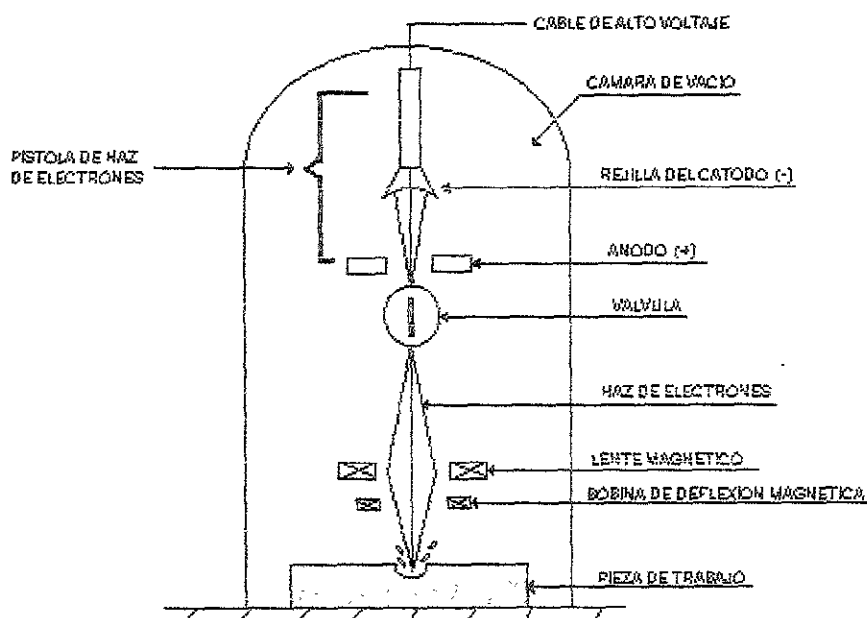 CABLE DE ALTO VOLTAJE
CAMARA DE VACIO
PISTOLA DE HAZ
DE ELECTRONES
REJILLA DEL CATODO (-)
ANODO (+)
VALVULA
HAZ DE ELECTRONES
LENTE MAGNETICO
BOBINA DE DEFLEXION MAGNETICA
PIEZA DE TRABAJO